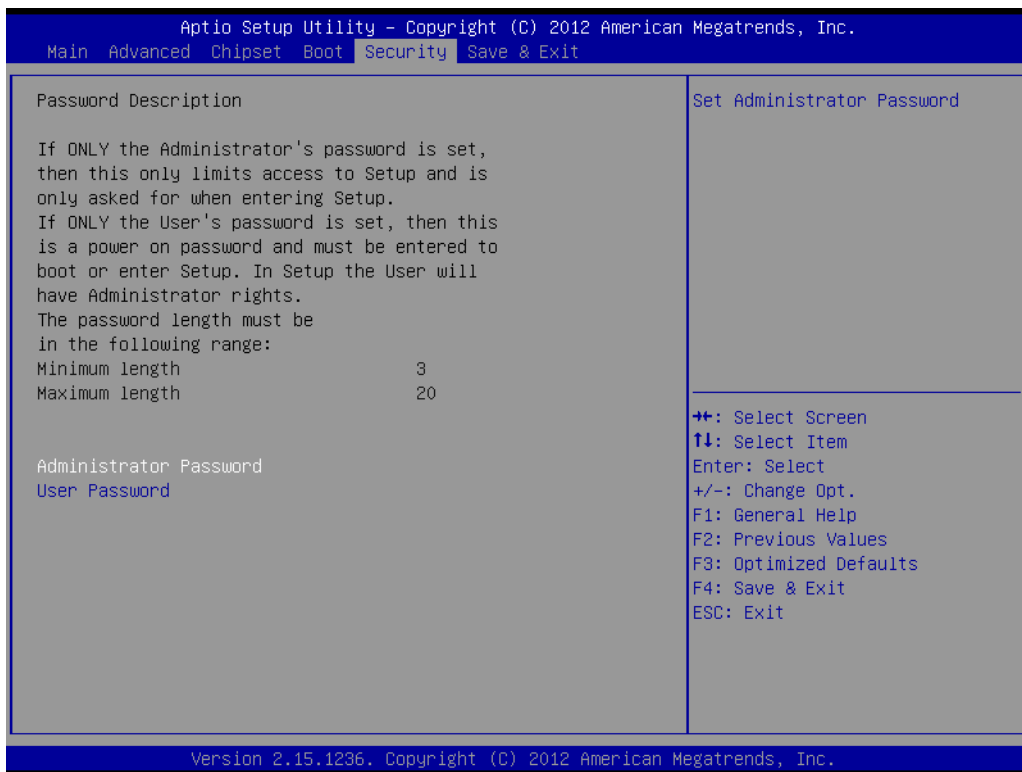 Aptio Setup Utility – Copyright (C) 2012 American Megatrends, Inc.
Main Advanced Chipset Boot Security Save & Exit
Password Description
If ONLY the Administrator's password is set,
then this only limits access to Setup and is
only asked for when entering Setup.
If ONLY the User's password is set, then this
is a power on password and must be entered to
boot or enter Setup. In Setup the User will
have Administrator rights.
The password length must be
in the following range:
Minimum length 3
Maximum length 20
Administrator Password
User Password
Set Administrator Password
→←: Select Screen
↑↓: Select Item
Enter: Select
+/-: Change Opt.
F1: General Help
F2: Previous Values
F3: Optimized Defaults
F4: Save & Exit
ESC: Exit
Version 2.15.1236. Copyright (C) 2012 American Megatrends, Inc.